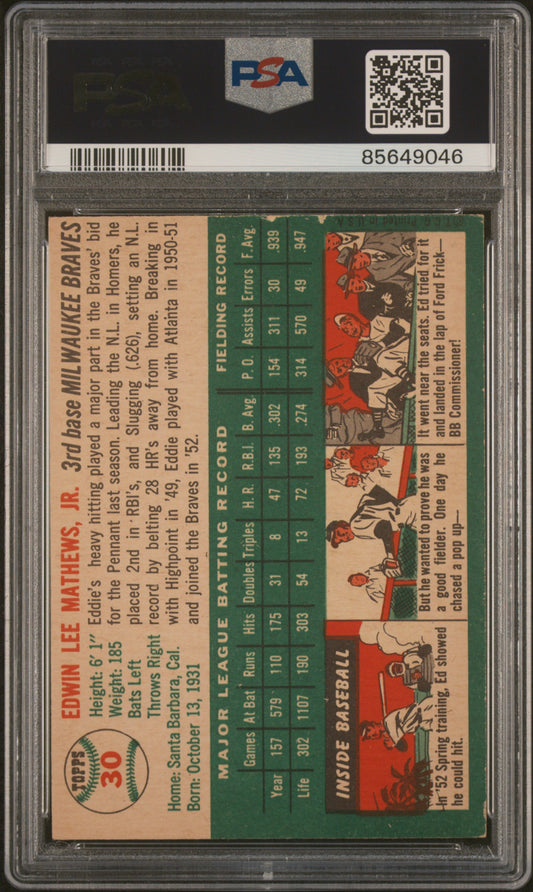 PSA
85649046
TOPPS
30
EDWIN LEE MATHEWS, JR. 3rd base MILWAUKEE BRAVES
Height: 6' 1"
Weight: 185
Bats Left
Throws Right
Home: Santa Barbara, Cal.
Born: October 13, 1931
Eddie's heavy hitting played a major part in the Braves' bid
for the Pennant last season. Leading the N.L. in Homers, he
placed 2nd in RBI's, and Slugging (.626), setting an N.L.
record by belting 28 HR's away from home. Breaking in
with Highpoint in '49, Eddie played with Atlanta in 1950-51
and joined the Braves in '52.
MAJOR LEAGUE BATTING RECORD FIELDING RECORD
Games At Bat Runs Hits Doubles Triples H. R. R.B.I. B. Avg P. O. Assists Errors F. Avg
Year 157 579 110 175 31 8 47 135 .302 154 311 30 .939
Life 302 1107 190 303 54 13 72 193 .274 314 570 49 .947
INSIDE BASEBALL
In '52 Spring training, Ed showed
he could hit.
But he wanted to prove he was
a good fielder. One day he
chased a pop up—
It went near the seats. Ed tried for it
and landed in the lap of Ford Frick—
BB Commissioner!
T.C.G. Printed in U.S.A.